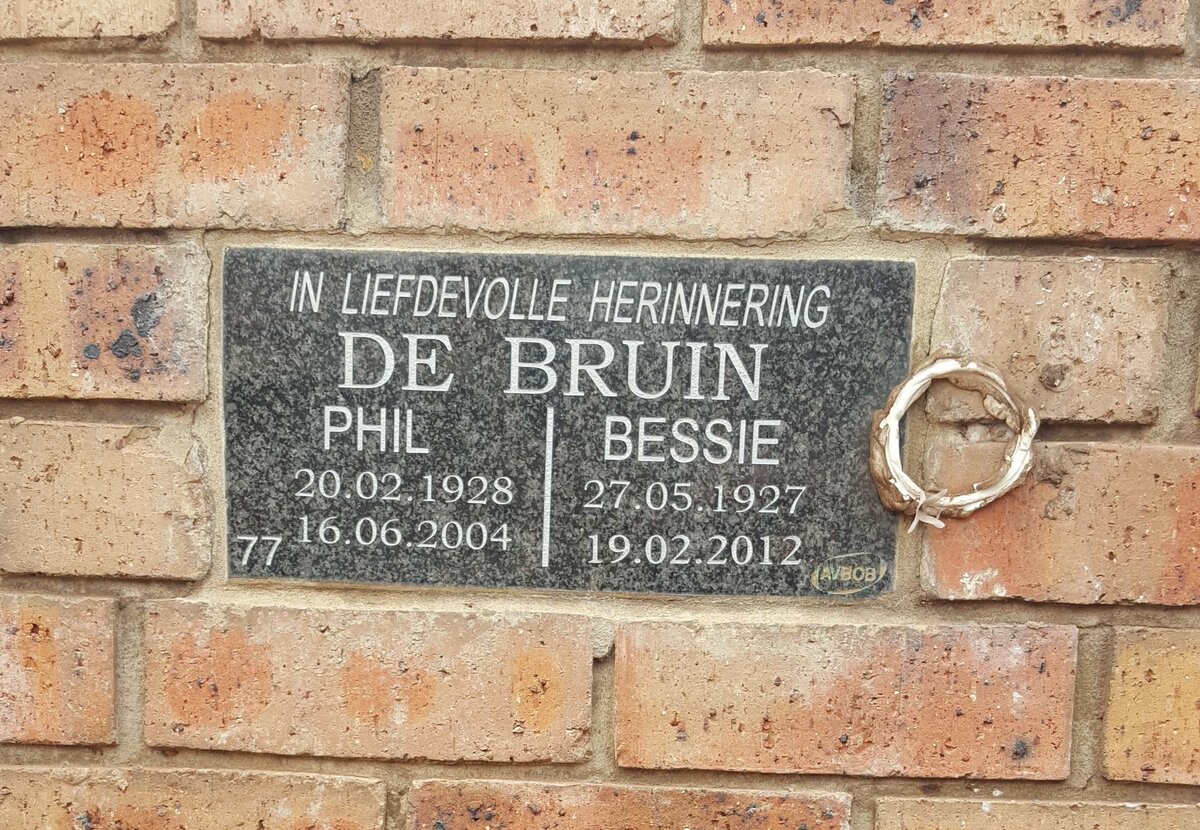 IN LIEFDEVOLLE HERINNERING
DE BRUIN
PHIL
20.02.1928
16.06.2004
BESSIE
27.05.1927
19.02.2012
77
AVBOB